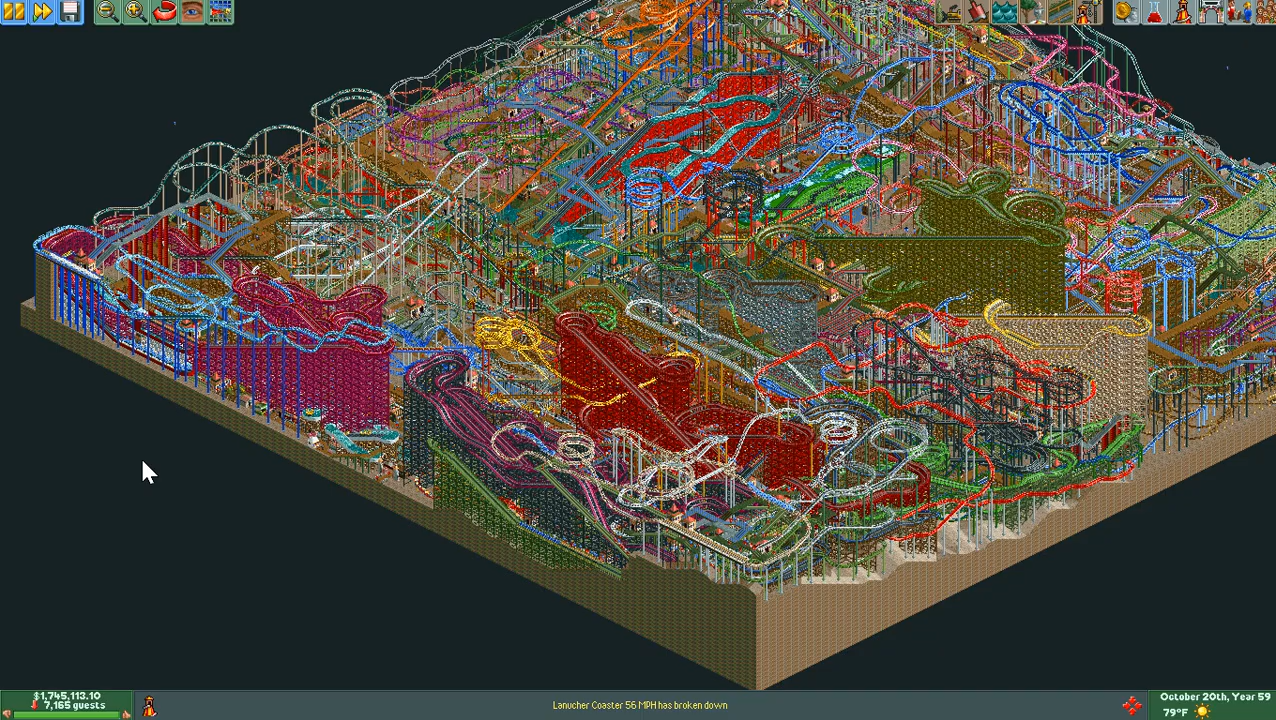 $1,745,113.10
7,165 guests
Lanucher Coaster 56 MPH has broken down
October 20th, Year 59
79°F